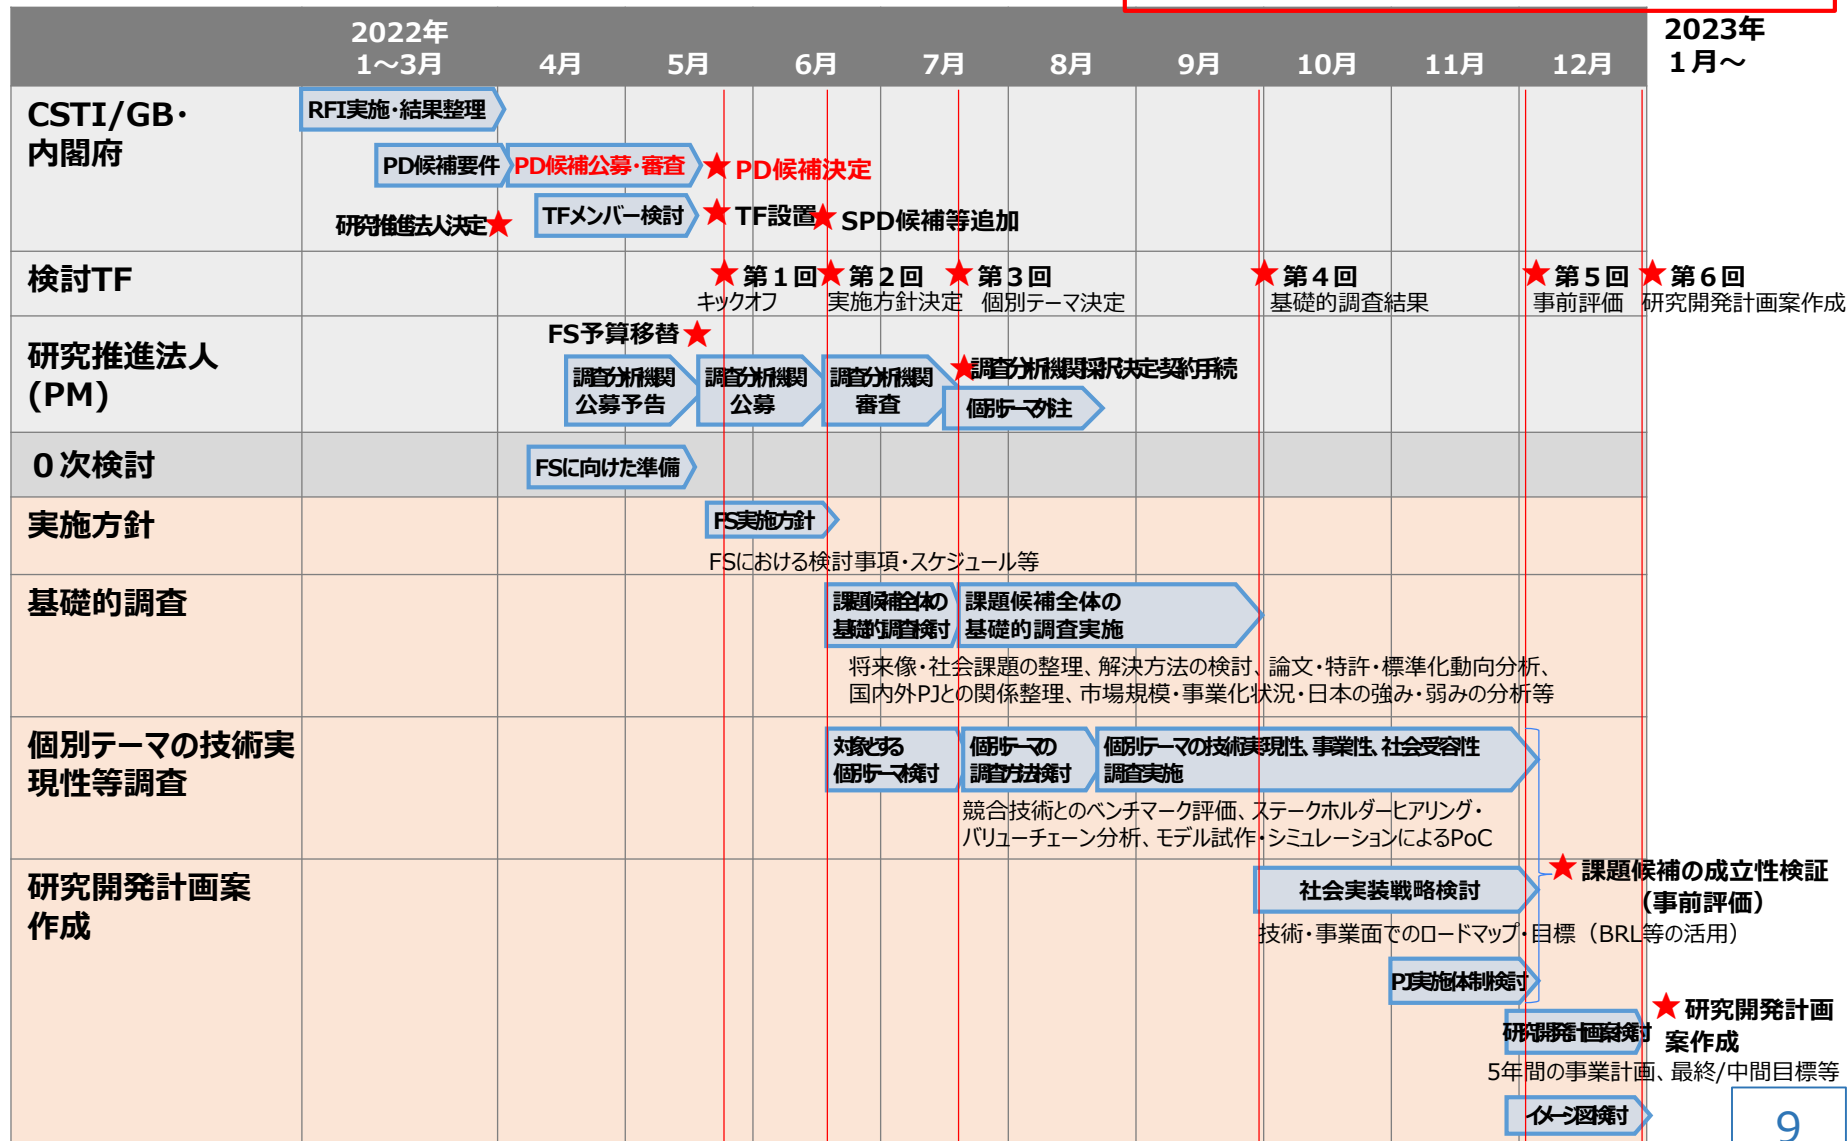 2022年
1～3月
4月
5月
6月
7月
8月
9月
10月
11月
12月
2023年
１月～
CSTI/GB・
内閣府
RFI実施・結果整理
PD候補要件
PD候補公募・審査
★PD候補決定
研究推進法人決定★
TFメンバー検討
★TF設置
★SPD候補等追加
検討TF
★第１回
キックオフ
★第２回
実施方針決定
★第３回
個別テーマ決定
★第４回
基礎的調査結果
★第５回
事前評価
★第６回
研究開発計画案作成
研究推進法人
(PM)
FS予算移替★
調査分析機関
公募予告
調査分析機関
公募
調査分析機関
審査
★調査分析機関採択決定・契約手続
個別テーマ外注
０次検討
FSに向けた準備
実施方針
FS実施方針
FSにおける検討事項・スケジュール等
基礎的調査
課題候補全体の
基礎的調査検討
課題候補全体の
基礎的調査実施
将来像・社会課題の整理、解決方法の検討、論文・特許・標準化動向分析、
国内外PJとの関係整理、市場規模・事業化状況・日本の強み・弱みの分析等
個別テーマの技術実
現性等調査
対象とする
個別テーマ検討
個別テーマの
調査方法検討
個別テーマの技術実現性、事業性、社会受容性
調査実施
競合技術とのベンチマーク評価、ステークホルダーヒアリング・
バリューチェーン分析、モデル試作・シミュレーションによるPoC
研究開発計画案
作成
社会実装戦略検討
★課題候補の成立性検証
（事前評価）
技術・事業面でのロードマップ・目標（BRL等の活用）
PJ実施体制検討
★研究開発計画
案作成
研究開発計画案検討
5年間の事業計画、最終/中間目標等
イメージ図検討
9